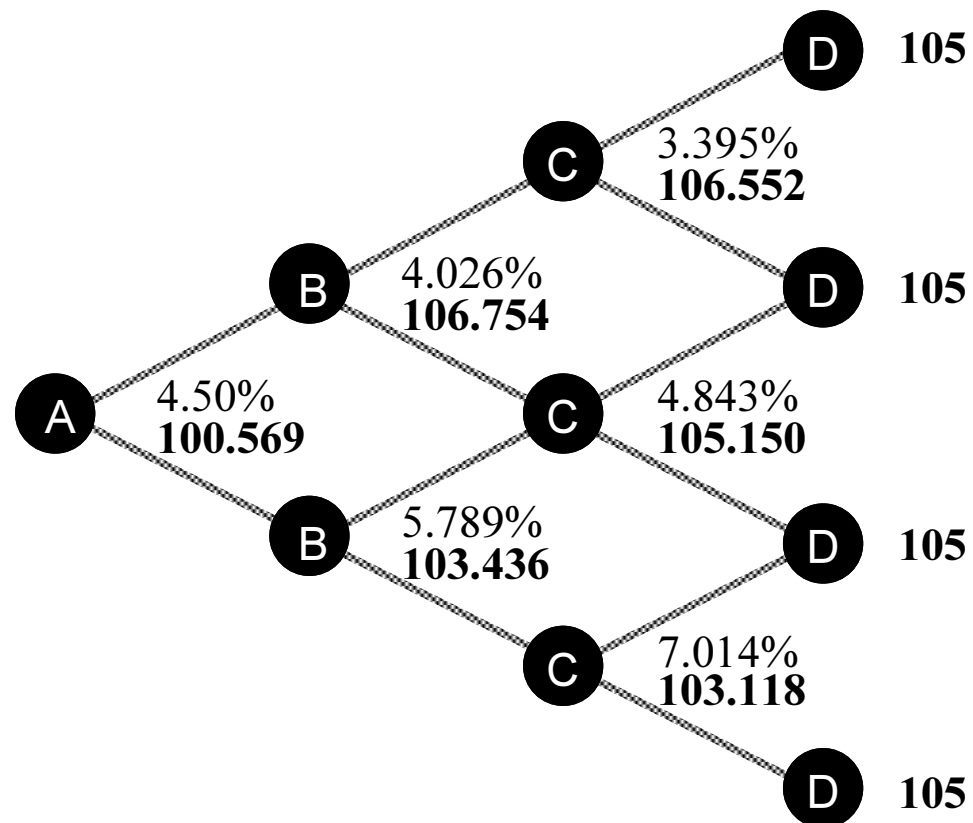 D 105
C
3.395%
106.552
B
4.026%
106.754
D 105
A
4.50%
100.569
C
4.843%
105.150
B
5.789%
103.436
D 105
C
7.014%
103.118
D 105